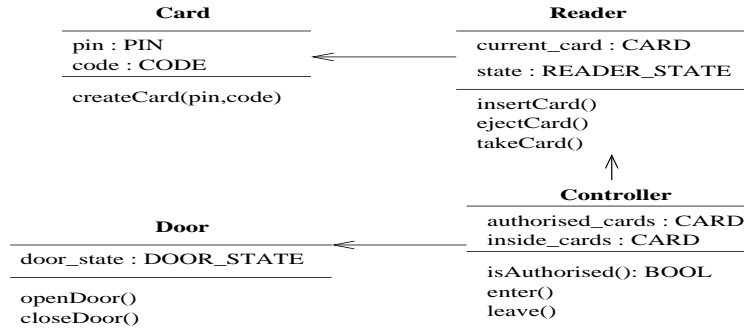 Card
pin : PIN
code : CODE
createCard(pin,code)
Reader
current_card : CARD
state : READER_STATE
insertCard()
ejectCard()
takeCard()
Door
door_state : DOOR_STATE
openDoor()
closeDoor()
Controller
authorised_cards : CARD
inside_cards : CARD
isAuthorised(): BOOL
enter()
leave()